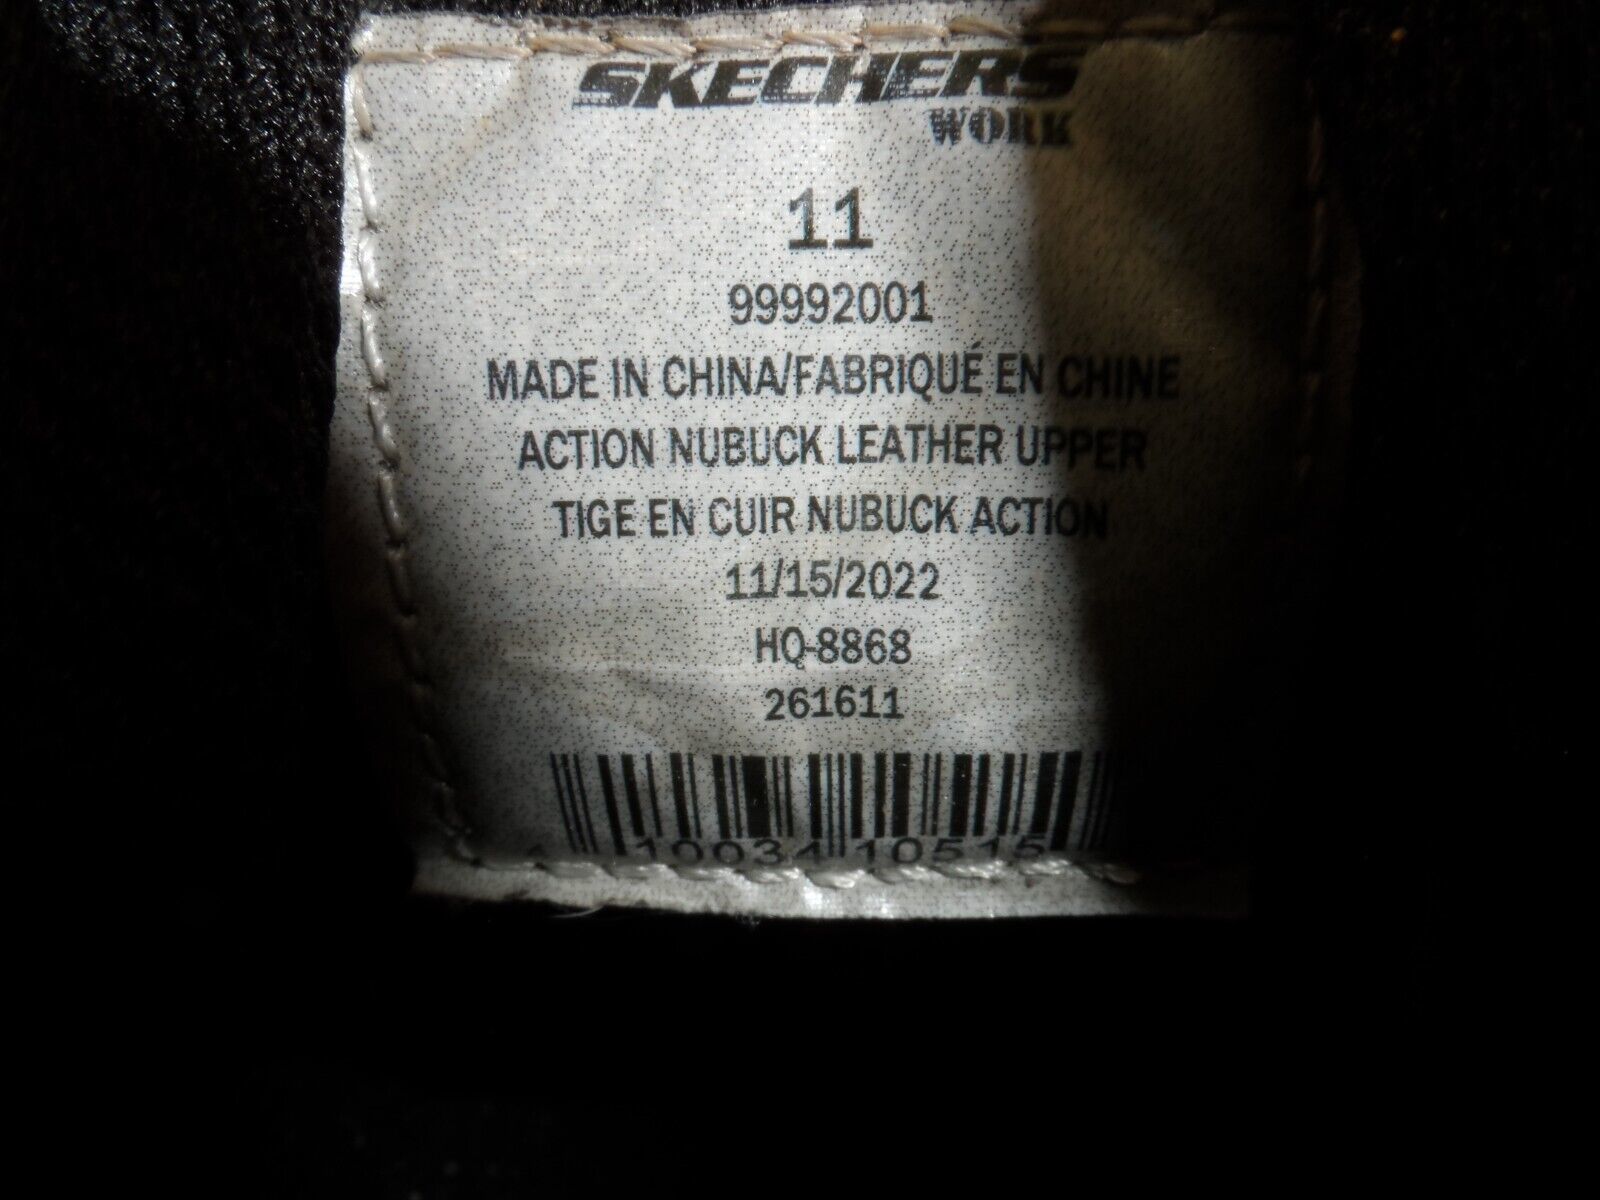 SKECHERS
WORK
11
99992001
MADE IN CHINA/FABRIQUÉ EN CHINE
ACTION NUBUCK LEATHER UPPER
TIGE EN CUIR NUBUCK ACTION
11/15/2022
HQ-8868
261611
10034 10515